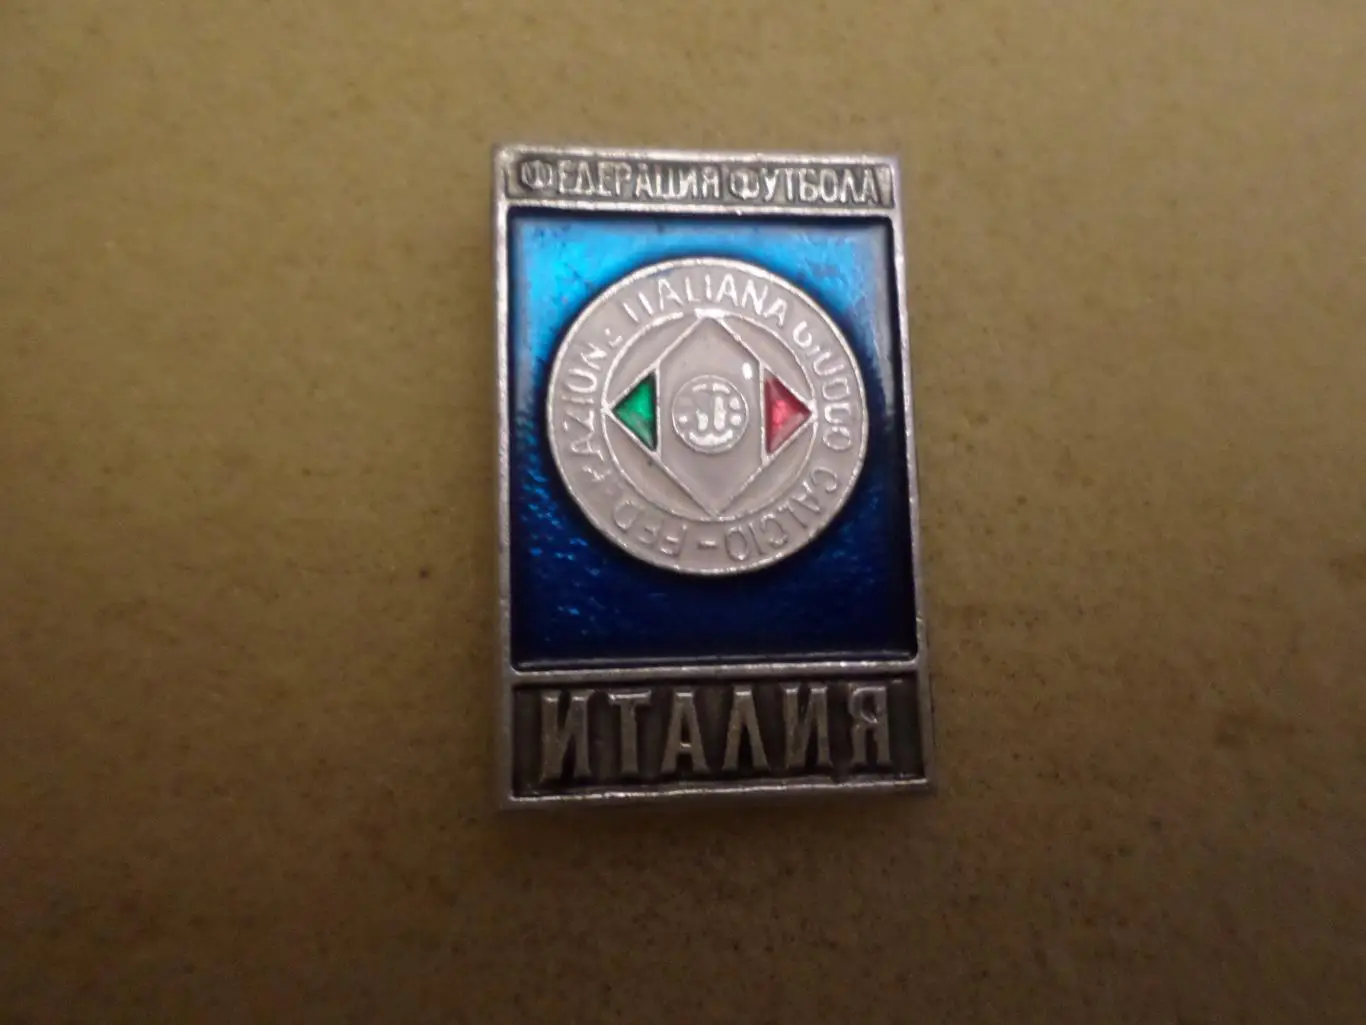 ФЕДЕРАЦИЯ ФУТБОЛА
FEDERAZIONE ITALIANA GIUOCO CALCIO -
ИТАЛИЯ